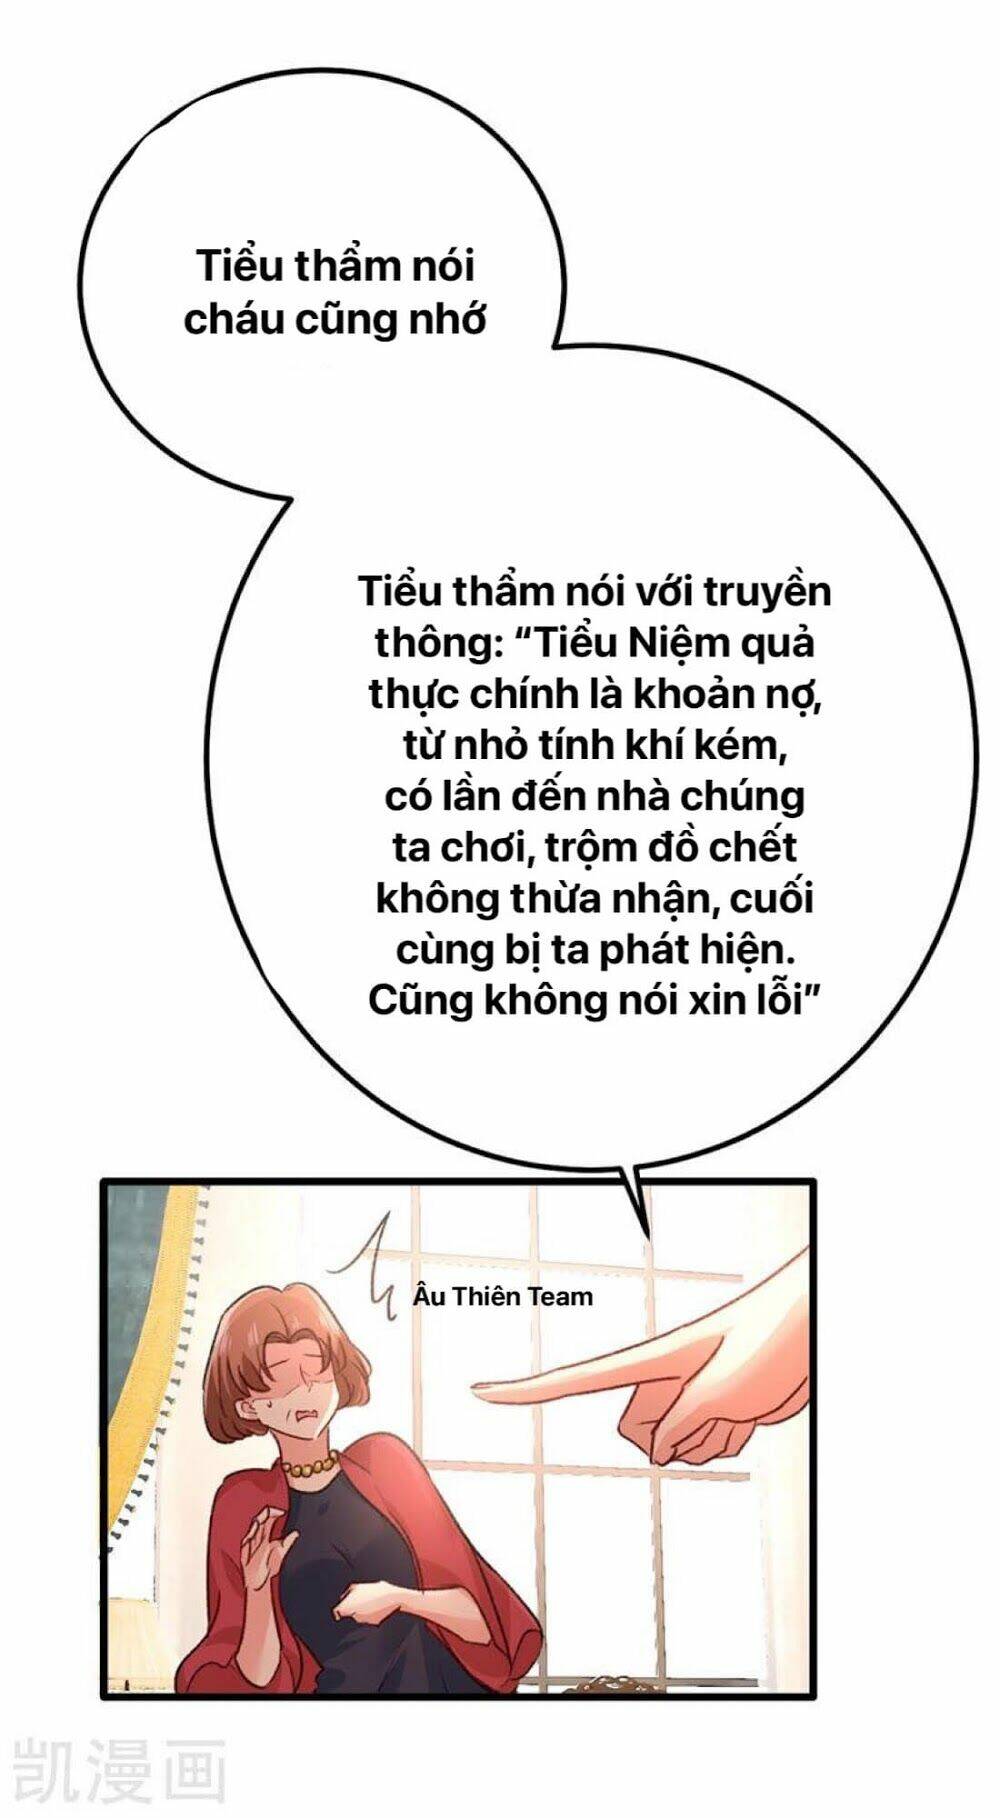 Tiểu thẩm nói
cháu cũng nhớ
Tiểu thẩm nói với truyền
thông: “Tiểu Niệm quả
thực chính là khoản nợ,
từ nhỏ tính khí kém,
có lần đến nhà chúng
ta chơi, trộm đồ chết
không thừa nhận, cuối
cùng bị ta phát hiện.
Cũng không nói xin lỗi”
Âu Thiên Team
凯漫画